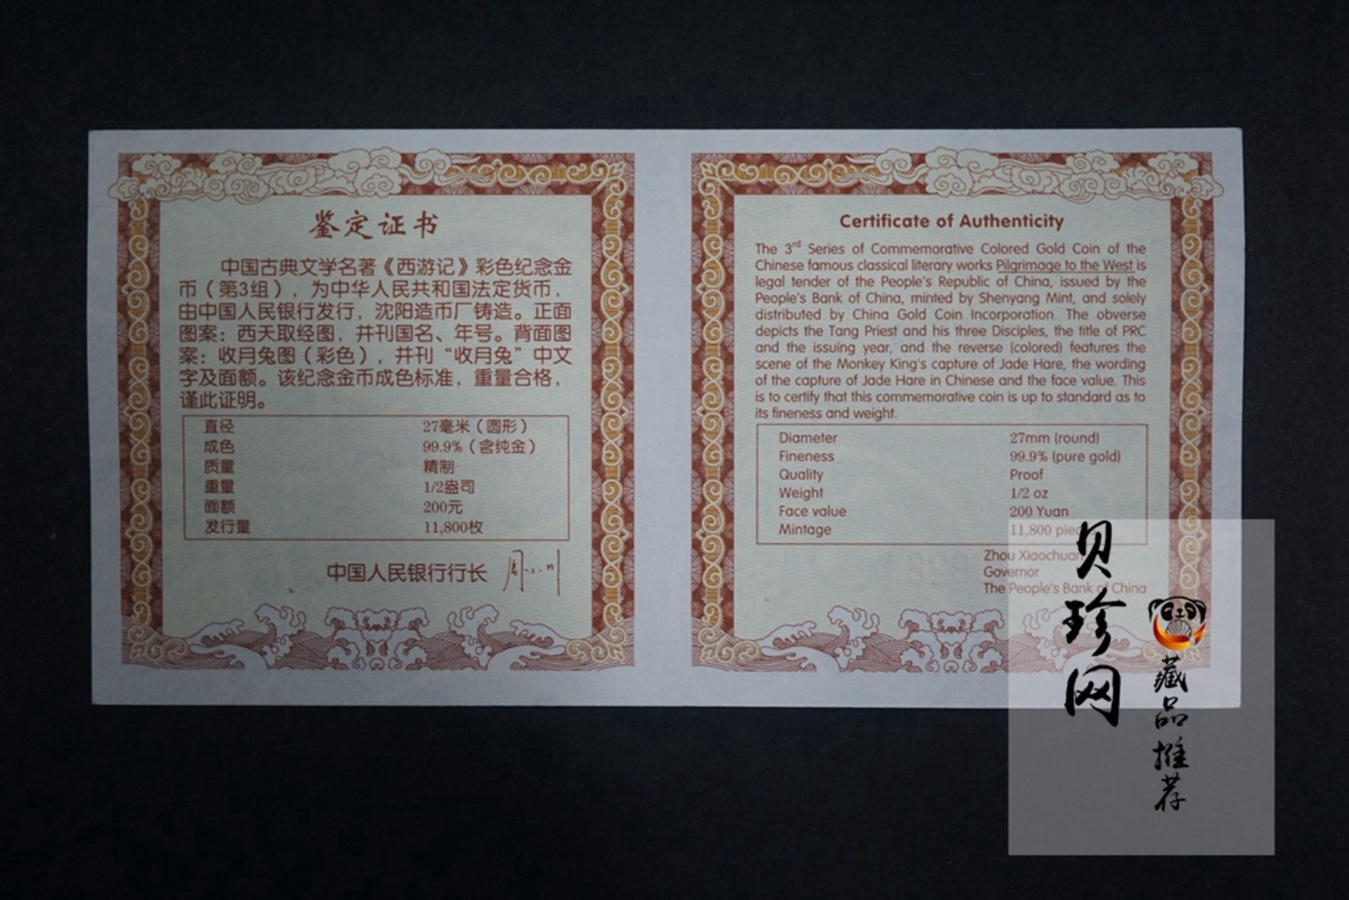 鉴定证书
中国古典文学名著《西游记》彩色纪念金
币（第3组），为中华人民共和国法定货币，
由中国人民银行发行，沈阳造币厂铸造。正面
图案：西天取经图，并刊国名、年号。背面图
案：收月兔图（彩色），并刊“收月兔”中文
字及面额。该纪念金币成色标准，重量合格，
谨此证明。
直径 27毫米（圆形）
成色 99.9%（含纯金）
质量 精制
重量 1/2盎司
面额 200元
发行量 11,800枚
中国人民银行行长
Certificate of Authenticity
The 3rd Series of Commemorative Colored Gold Coin of the
Chinese famous classical literary works Pilgrimage to the West is
legal tender of the People's Republic of China, issued by the
People's Bank of China, minted by Shenyang Mint, and solely
distributed by China Gold Coin Incorporation. The obverse
depicts the Tang Priest and his three Disciples, the title of PRC
and the issuing year, and the reverse (colored) features the
scene of the Monkey King's capture of Jade Hare, the wording
of the capture of Jade Hare in Chinese and the face value. This
is to certify that this commemorative coin is up to standard as to
its fineness and weight.
Diameter 27mm (round)
Fineness 99.9% (pure gold)
Quality Proof
Weight 1/2 oz
Face value 200 Yuan
Mintage 11,800
Zhou Xiaochuan
Governor
The People's Bank of China
贝珍网
藏品推荐